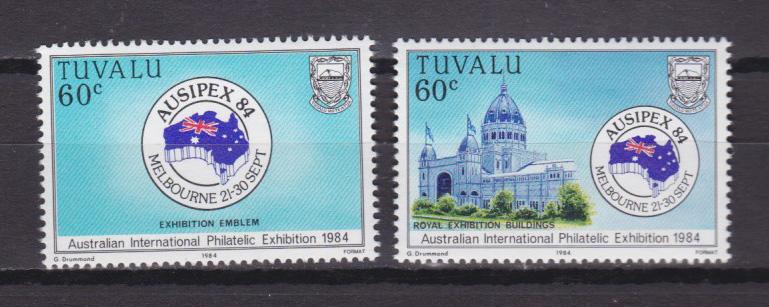 TUVALU
60c
AUSIPEX 84
MELBOURNE 21-30 SEPT
EXHIBITION EMBLEM
Australian International Philatelic Exhibition 1984
G. Drummond 1984 FORMAT
TUVALU
60c
AUSIPEX 84
MELBOURNE 21-30 SEPT
ROYAL EXHIBITION BUILDINGS
Australian International Philatelic Exhibition 1984
G. Drummond 1984 FORMAT